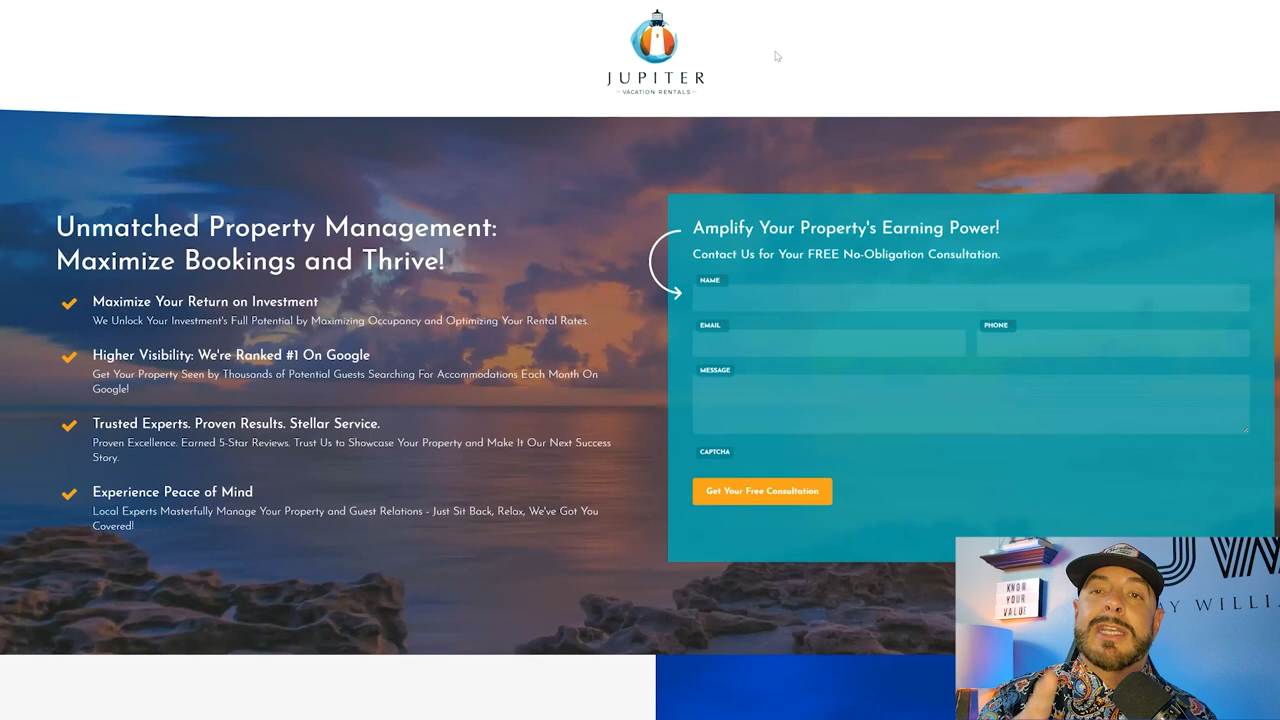 JUPITER
VACATION RENTALS
Unmatched Property Management:
Maximize Bookings and Thrive!
Maximize Your Return on Investment
We Unlock Your Investment's Full Potential by Maximizing Occupancy and Optimizing Your Rental Rates.
Higher Visibility: We're Ranked #1 On Google
Get Your Property Seen by Thousands of Potential Guests Searching For Accommodations Each Month On
Google!
Trusted Experts. Proven Results. Stellar Service.
Proven Excellence. Earned 5-Star Reviews. Trust Us to Showcase Your Property and Make It Our Next Success
Story.
Experience Peace of Mind
Local Experts Masterfully Manage Your Property and Guest Relations - Just Sit Back, Relax, We've Got You
Covered!
Amplify Your Property's Earning Power!
Contact Us for Your FREE No-Obligation Consultation.
NAME
EMAIL
PHONE
MESSAGE
CAPTCHA
Get Your Free Consultation
KNOW
YOUR
VALUE